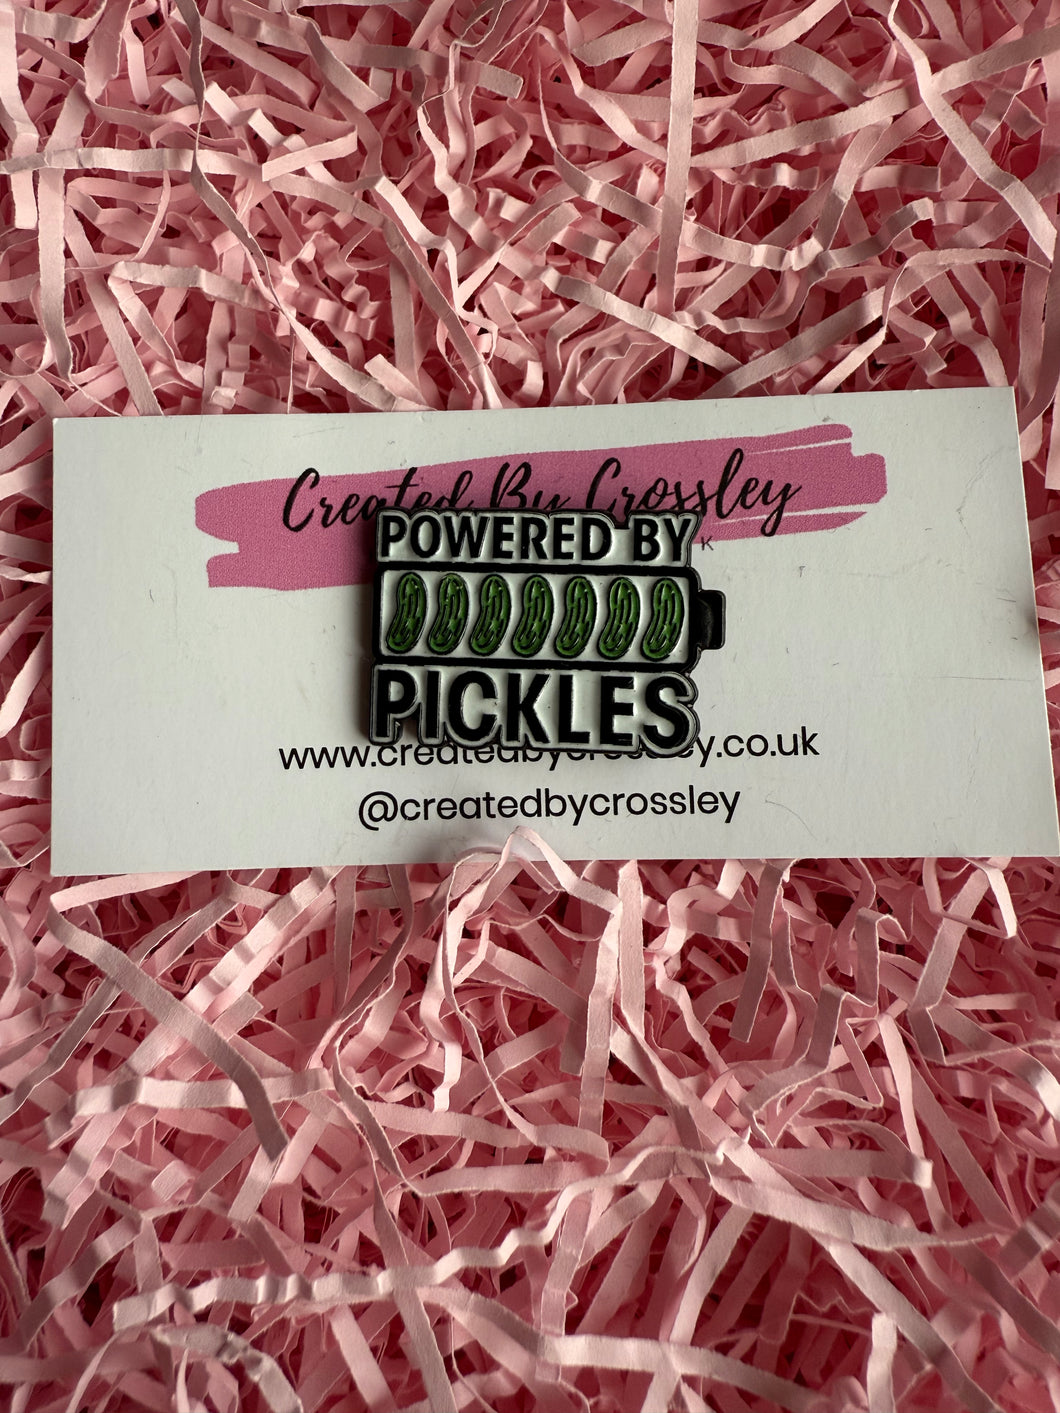 Created By Crossley
K
POWERED BY
PICKLES
www.createdbycrossley.co.uk
@createdbycrossley